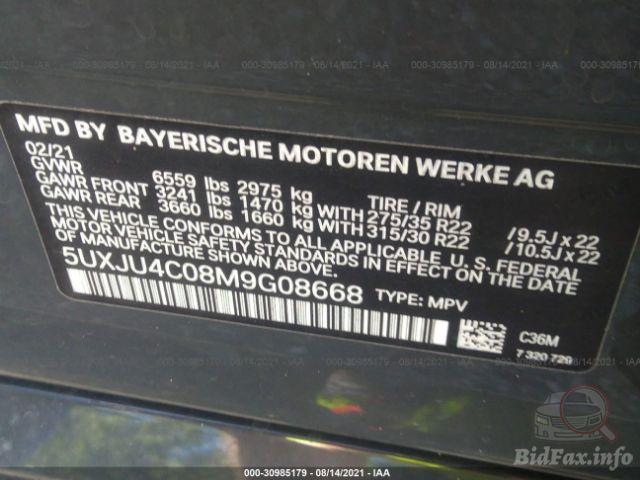 000-30985179 - 08/14/2021 - IAA
MFD BY BAYERISCHE MOTOREN WERKE AG
02/21
GVWR 6559 lbs 2975 kg TIRE / RIM
GAWR FRONT 3241 lbs 1470 kg WITH 275/35 R22 /9.5J x 22
GAWR REAR 3660 lbs 1660 kg WITH 315/30 R22 /10.5J x 22
THIS VEHICLE CONFORMS TO ALL APPLICABLE U. S. FEDERAL
MOTOR VEHICLE SAFETY STANDARDS IN EFFECT ON THE DATE
OF MANUFACTURE SHOWN ABOVE.
5UXJU4C08M9G08668 TYPE: MPV
C36M
7 320 729
BidFax.info
000-30985179 - 08/14/2021 - IAA